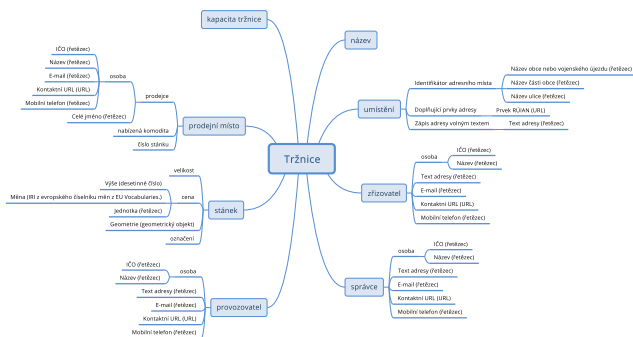 Tržnice
kapacita tržnice
prodejní místo
prodejce
osoba
IČO (řetězec)
Název (řetězec)
E-mail (řetězec)
Kontaktní URL (URL)
Mobilní telefon (řetězec)
Celé jméno (řetězec)
nabízená komodita
číslo stánku
stánek
velikost
cena
Výše (desetinné číslo)
Měna (IRI z evropského číselníku měn z EU Vocabularies.)
Jednotka (řetězec)
Geometrie (geometrický objekt)
označení
provozovatel
osoba
IČO (řetězec)
Název (řetězec)
Text adresy (řetězec)
E-mail (řetězec)
Kontaktní URL (URL)
Mobilní telefon (řetězec)
název
umístění
Identifikátor adresního místa
Název obce nebo vojenského újezdu (řetězec)
Název části obce (řetězec)
Název ulice (řetězec)
Doplňující prvky adresy
Prvek RÚIAN (URL)
Zápis adresy volným textem
Text adresy (řetězec)
zřizovatel
osoba
IČO (řetězec)
Název (řetězec)
Text adresy (řetězec)
E-mail (řetězec)
Kontaktní URL (URL)
Mobilní telefon (řetězec)
správce
osoba
IČO (řetězec)
Název (řetězec)
Text adresy (řetězec)
E-mail (řetězec)
Kontaktní URL (URL)
Mobilní telefon (řetězec)